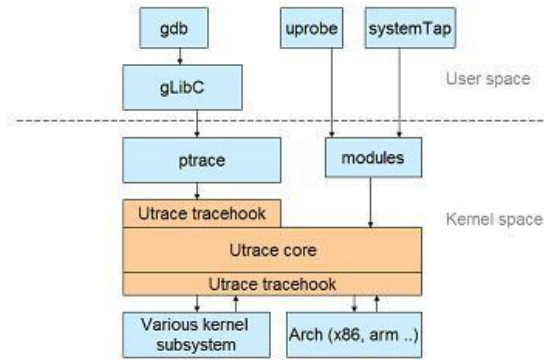 gdb
uprobe
systemTap
gLibC
User space
ptrace
modules
Utrace tracehook
Kernel space
Utrace core
Utrace tracehook
Various kernel
subsystem
Arch (x86, arm ..)